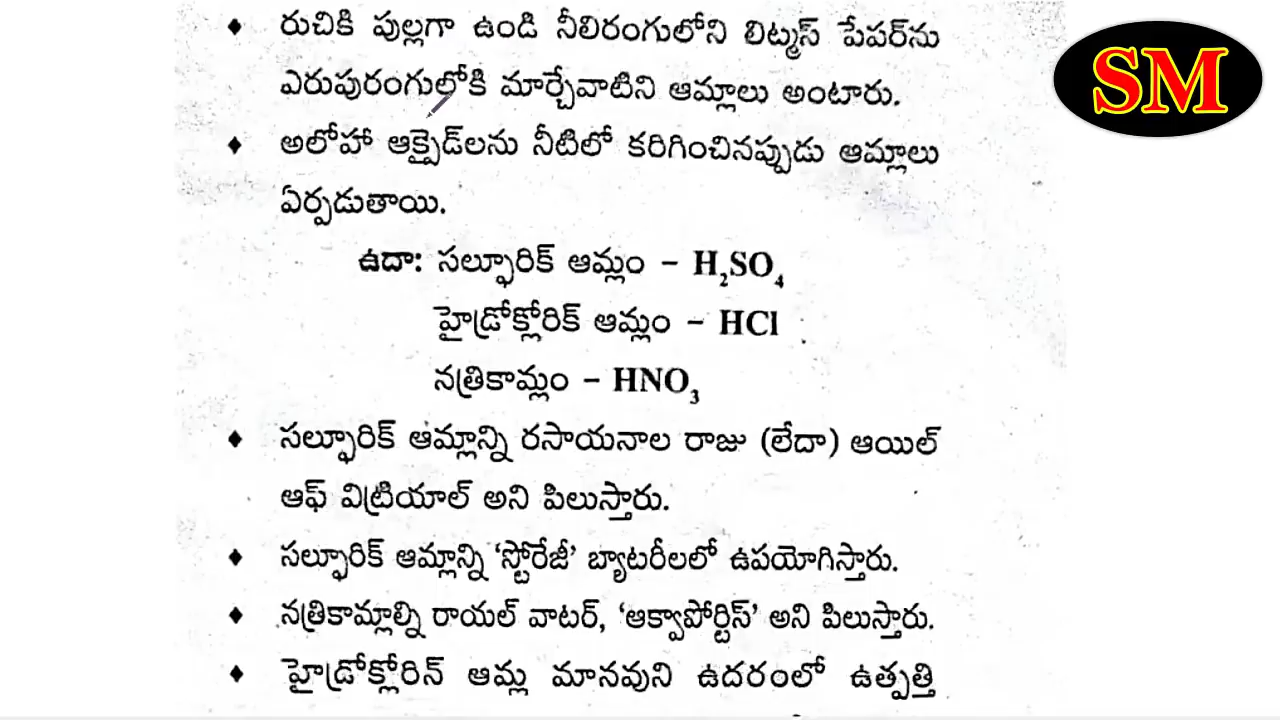 ♦ రుచికి పుల్లగా ఉండి నీలిరంగులోని లిట్మస్ పేపర్‌ను
ఎరుపురంగులోకి మార్చేవాటిని ఆమ్లాలు అంటారు.
♦ అలోహా ఆక్సైడ్‌లను నీటిలో కరిగించినప్పుడు ఆమ్లాలు
ఏర్పడుతాయి.
ఉదా: సల్ఫూరిక్ ఆమ్లం – H₂SO₄
హైడ్రోక్లోరిక్ ఆమ్లం – HCl
నత్రికామ్లం – HNO₃
♦ సల్ఫూరిక్ ఆమ్లాన్ని రసాయనాల రాజు (లేదా) ఆయిల్
ఆఫ్ విట్రియాల్ అని పిలుస్తారు.
♦ సల్ఫూరిక్ ఆమ్లాన్ని ‘స్టోరేజీ’ బ్యాటరీలలో ఉపయోగిస్తారు.
♦ నత్రికామ్లాల్ని రాయల్ వాటర్, ‘ఆక్వాపోర్టిస్’ అని పిలుస్తారు.
♦ హైడ్రోక్లోరిన్ ఆమ్ల మానవుని ఉదరంలో ఉత్పత్తి
SM